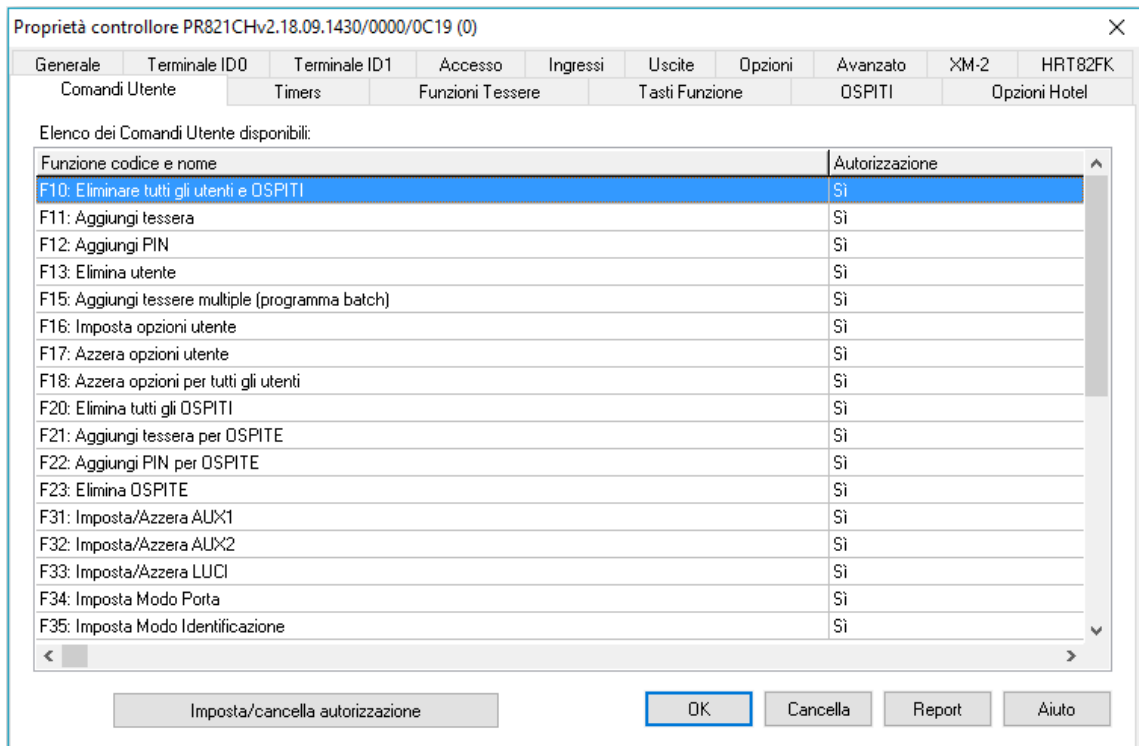 Proprietà controllore PR821CHv2.18.09.1430/0000/0C19 (0)
Generale Terminale ID0 Terminale ID1 Accesso Ingressi Uscite Opzioni Avanzato XM-2 HRT82FK
Comandi Utente Timers Funzioni Tessere Tasti Funzione OSPITI Opzioni Hotel
Elenco dei Comandi Utente disponibili:
Funzione codice e nome Autorizzazione
F10: Eliminare tutti gli utenti e OSPITI Sì
F11: Aggiungi tessera Sì
F12: Aggiungi PIN Sì
F13: Elimina utente Sì
F15: Aggiungi tessere multiple (programma batch) Sì
F16: Imposta opzioni utente Sì
F17: Azzera opzioni utente Sì
F18: Azzera opzioni per tutti gli utenti Sì
F20: Elimina tutti gli OSPITI Sì
F21: Aggiungi tessera per OSPITE Sì
F22: Aggiungi PIN per OSPITE Sì
F23: Elimina OSPITE Sì
F31: Imposta/Azzera AUX1 Sì
F32: Imposta/Azzera AUX2 Sì
F33: Imposta/Azzera LUCI Sì
F34: Imposta Modo Porta Sì
F35: Imposta Modo Identificazione Sì
Imposta/cancella autorizzazione OK Cancella Report Aiuto